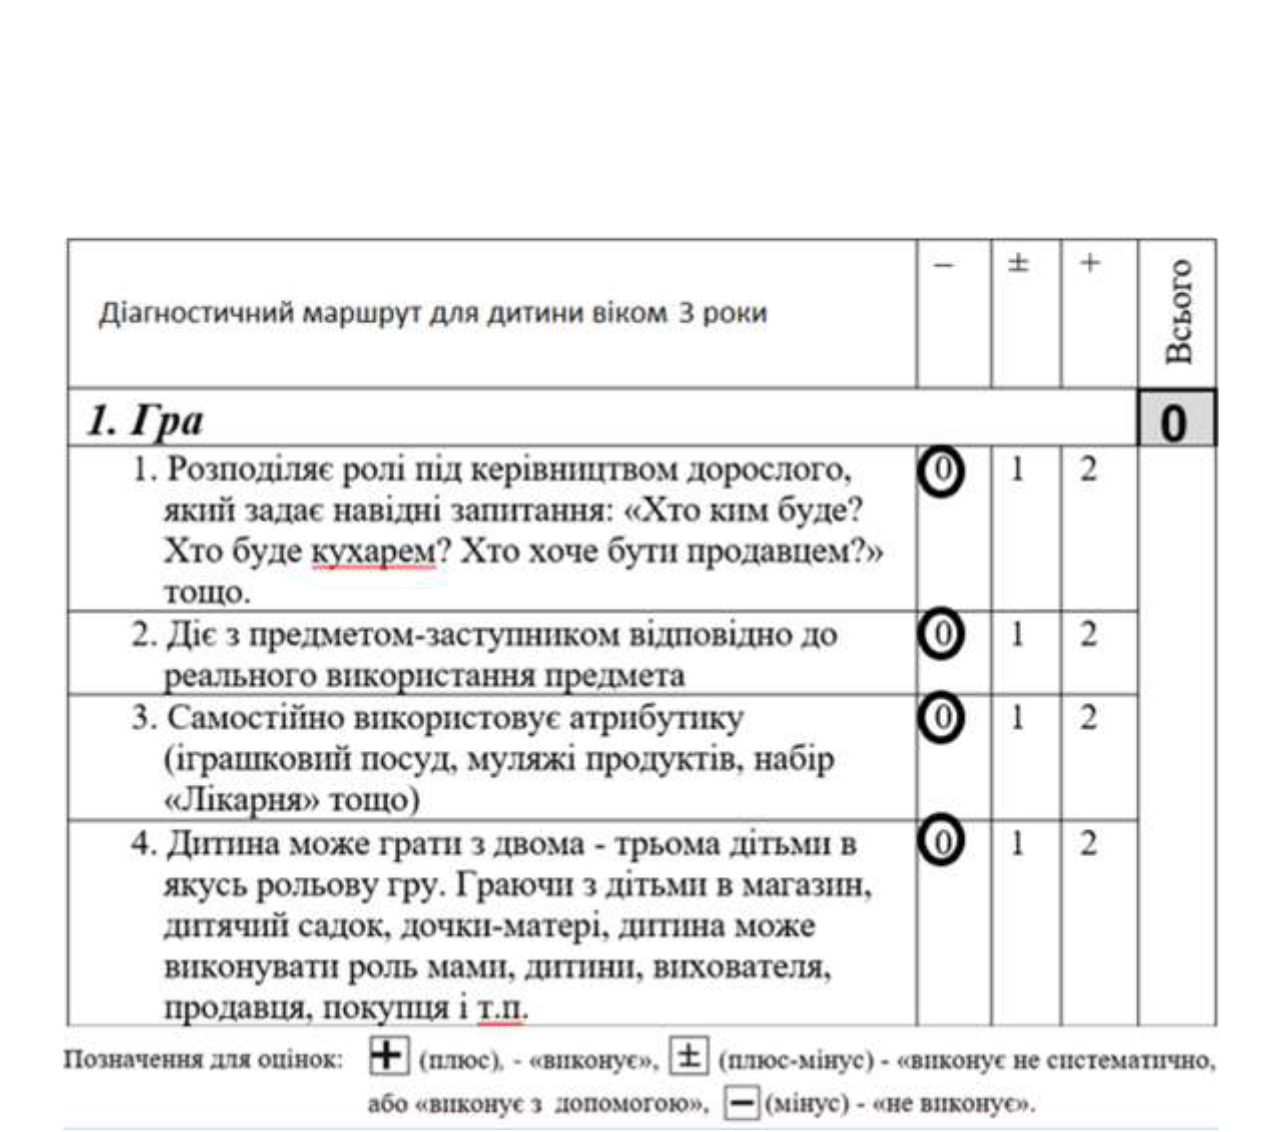 Діагностичний маршрут для дитини віком 3 роки
– ± + Всього
1. Гра 0
1. Розподіляє ролі під керівництвом дорослого, 0 1 2
який задає навідні запитання: «Хто ким буде?
Хто буде кухарем? Хто хоче бути продавцем?»
тощо.
2. Діє з предметом-заступником відповідно до 0 1 2
реального використання предмета
3. Самостійно використовує атрибутику 0 1 2
(іграшковий посуд, муляжі продуктів, набір
«Лікарня» тощо)
4. Дитина може грати з двома - трьома дітьми в 0 1 2
якусь рольову гру. Граючи з дітьми в магазин,
дитячий садок, дочки-матері, дитина може
виконувати роль мами, дитини, вихователя,
продавця, покупця і т.п.
Позначення для оцінок: + (плюс), - «виконує», ± (плюс-мінус) - «виконує не систематично,
або «виконує з допомогою», – (мінус) - «не виконує».